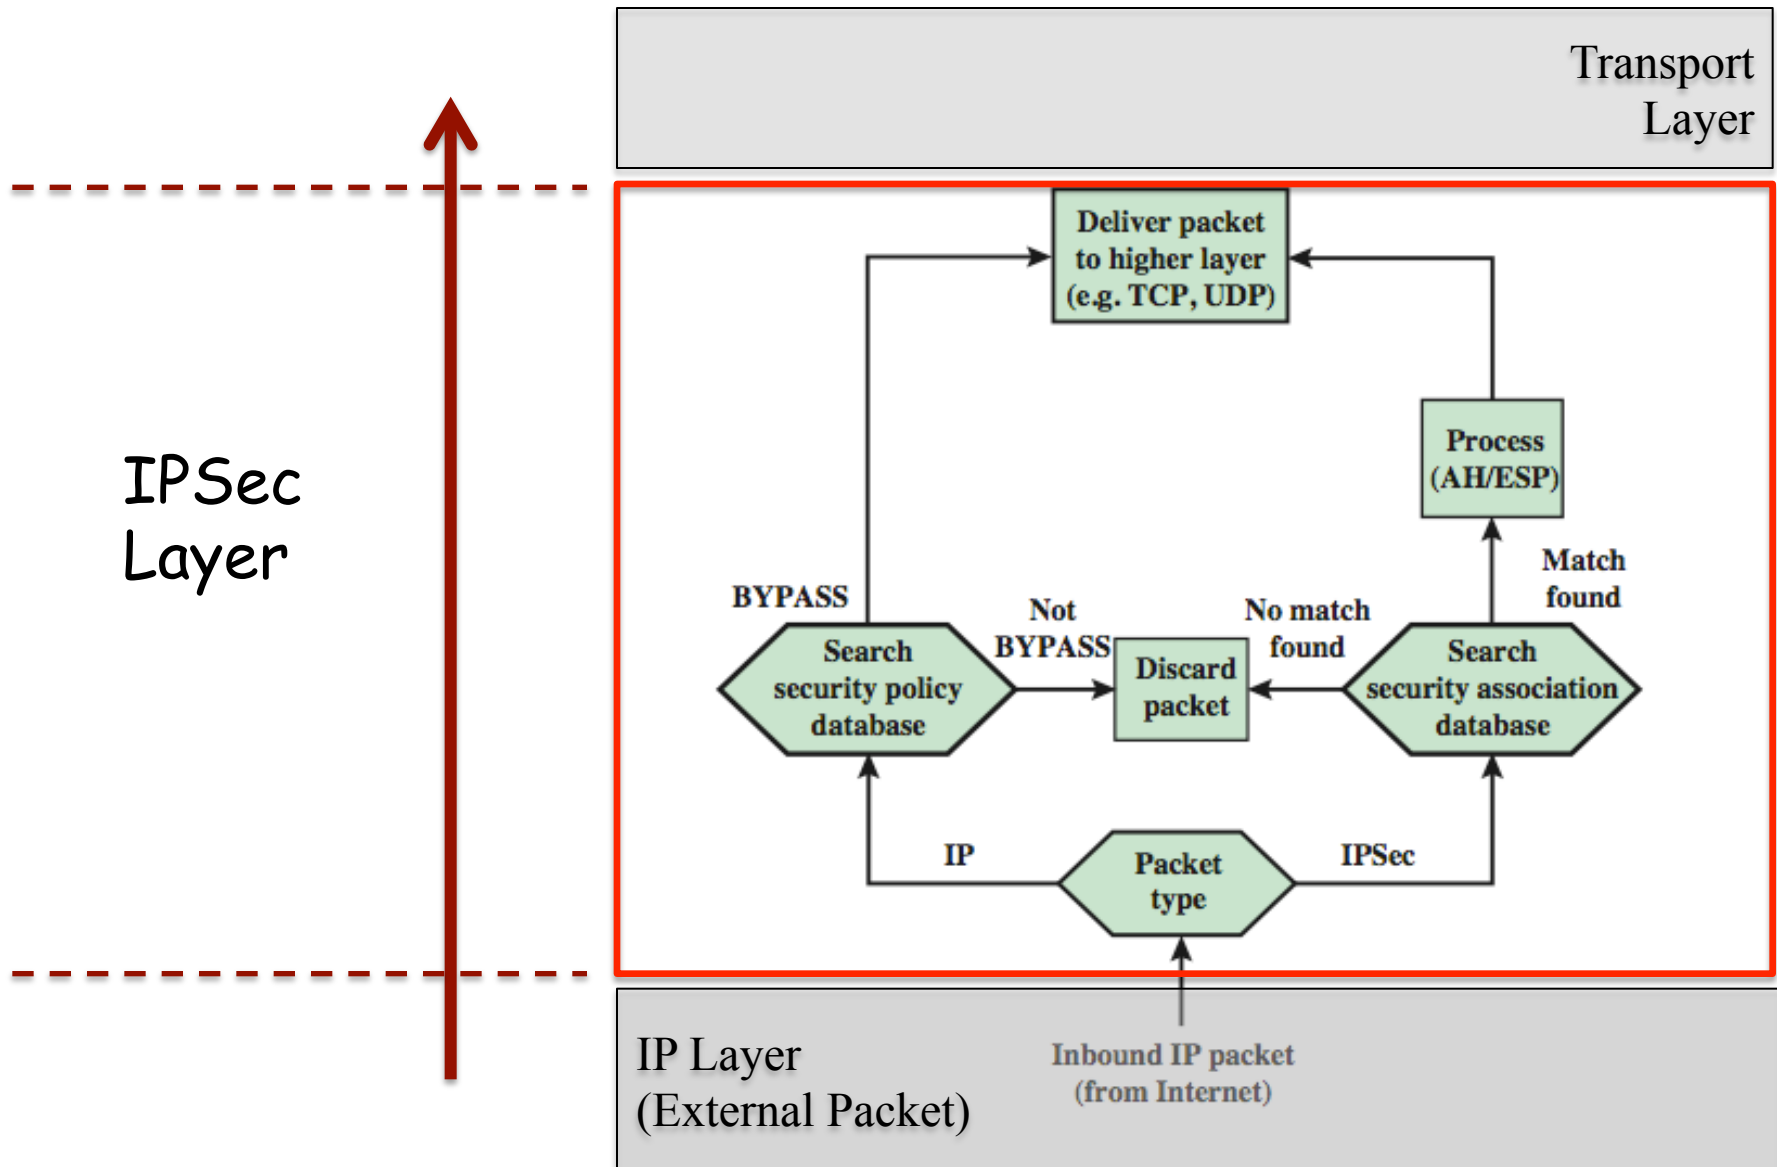 Transport
Layer
Deliver packet
to higher layer
(e.g. TCP, UDP)
Process
(AH/ESP)
IPSec
Layer
Match
found
BYPASS
Not
BYPASS
No match
found
Search
security policy
database
Discard
packet
Search
security association
database
IP
Packet
type
IPSec
IP Layer
(External Packet)
Inbound IP packet
(from Internet)